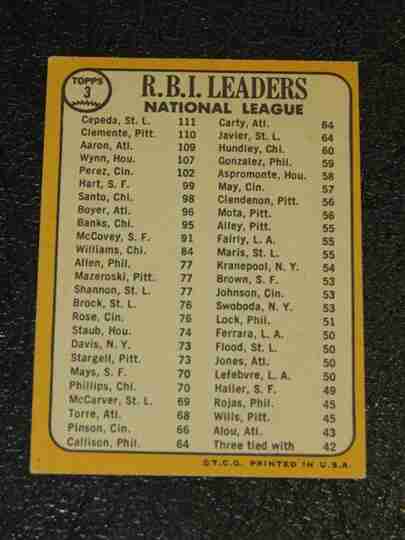 TOPPS
3
R.B.I. LEADERS
NATIONAL LEAGUE
Cepeda, St. L. 111
Clemente, Pitt. 110
Aaron, Atl. 109
Wynn, Hou. 107
Perez, Cin. 102
Hart, S. F. 99
Santo, Chi. 98
Boyer, Atl. 96
Banks, Chi. 95
McCovey, S. F. 91
Williams, Chi. 84
Allen, Phil. 77
Mazeroski, Pitt. 77
Shannon, St. L. 77
Brock, St. L. 76
Rose, Cin. 76
Staub, Hou. 74
Davis, N. Y. 73
Stargell, Pitt. 73
Mays, S. F. 70
Phillips, Chi. 70
McCarver, St. L. 69
Torre, Atl. 68
Pinson, Cin. 66
Callison, Phil. 64
Carty, Atl. 64
Javier, St. L. 64
Hundley, Chi. 60
Gonzalez, Phil. 59
Aspromonte, Hou. 58
May, Cin. 57
Clendenon, Pitt. 56
Mota, Pitt. 56
Alley, Pitt. 55
Fairly, L. A. 55
Maris, St. L. 55
Kranepool, N. Y. 54
Brown, S. F. 53
Johnson, Cin. 53
Swoboda, N. Y. 53
Lock, Phil. 51
Ferrara, L. A. 50
Flood, St. L. 50
Jones, Atl. 50
Lefebvre, L. A. 50
Haller, S. F. 49
Rojas, Phil. 45
Wills, Pitt. 45
Alou, Atl. 43
Three tied with 42
©T.C.G. PRINTED IN U.S.A.